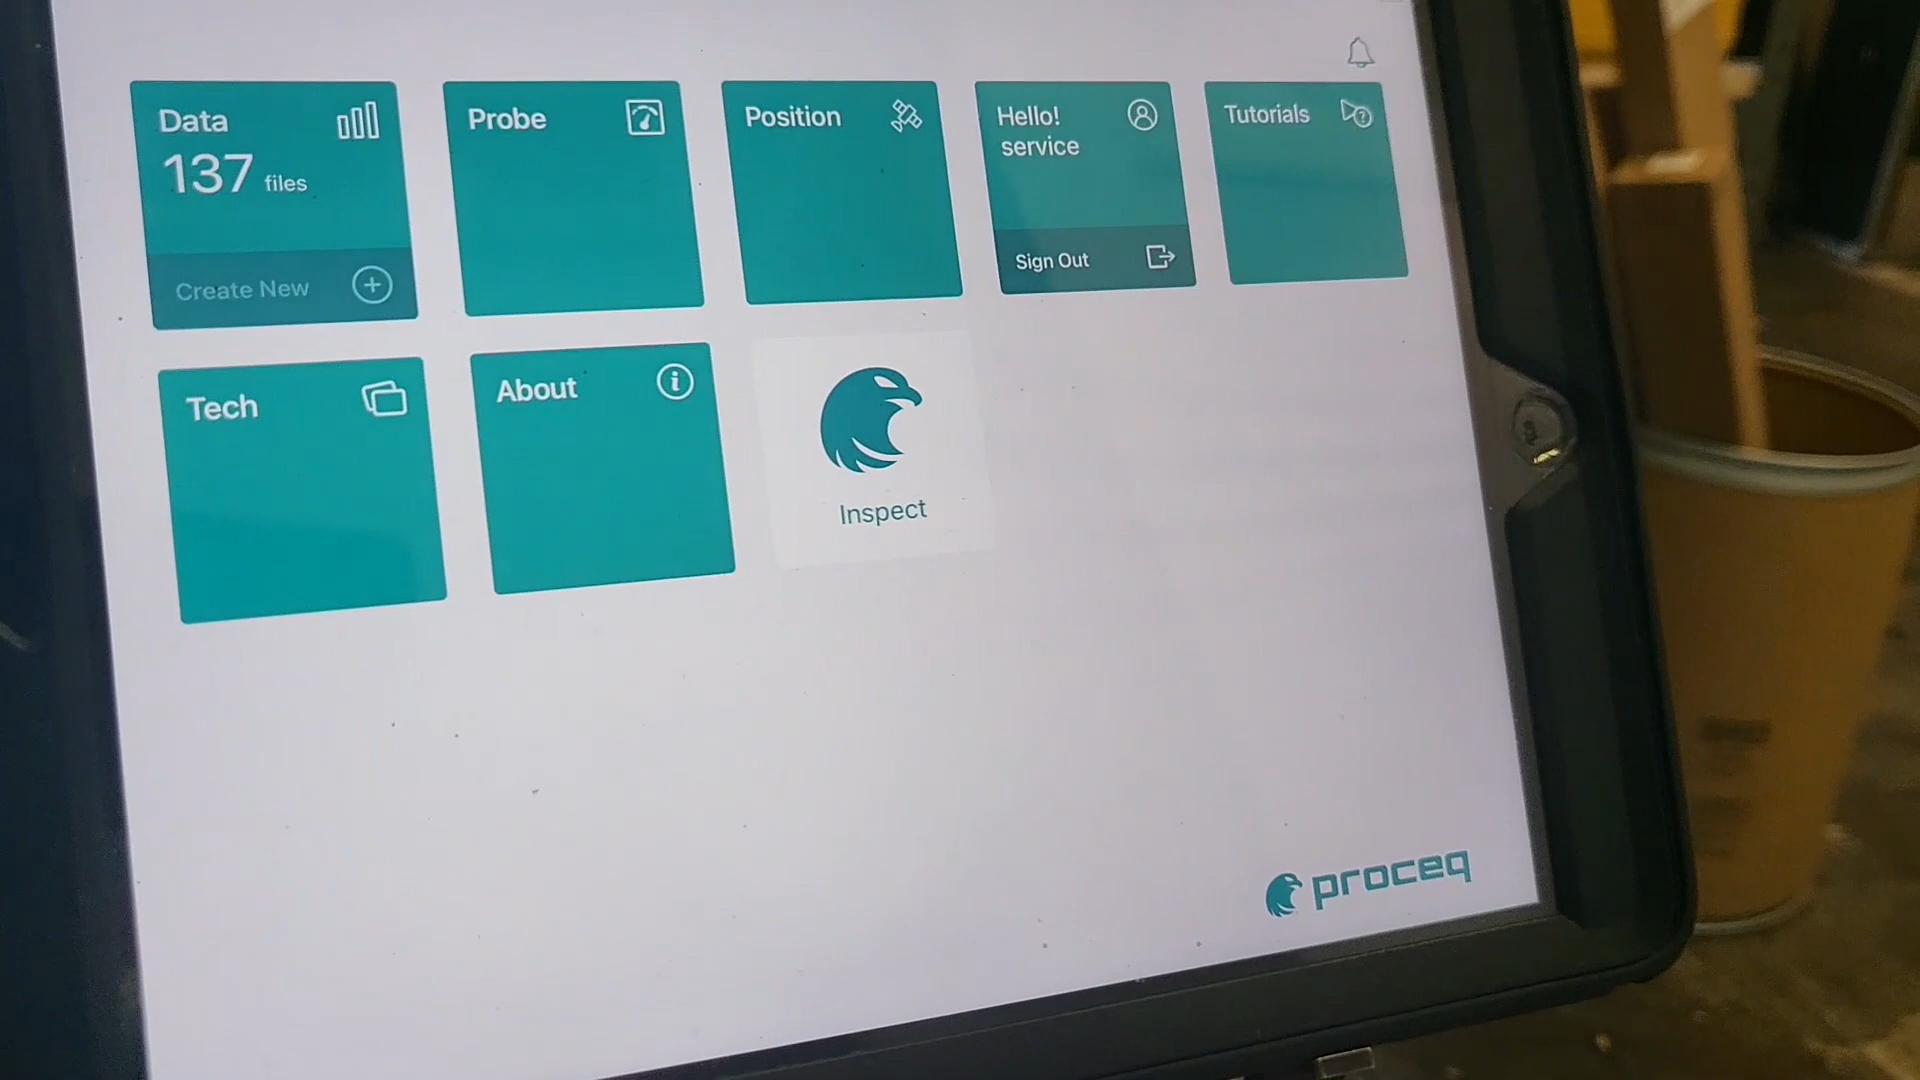 Data
137 files
Create New
Probe
Position
Hello!
service
Sign Out
Tutorials
Tech
About
Inspect
proceq